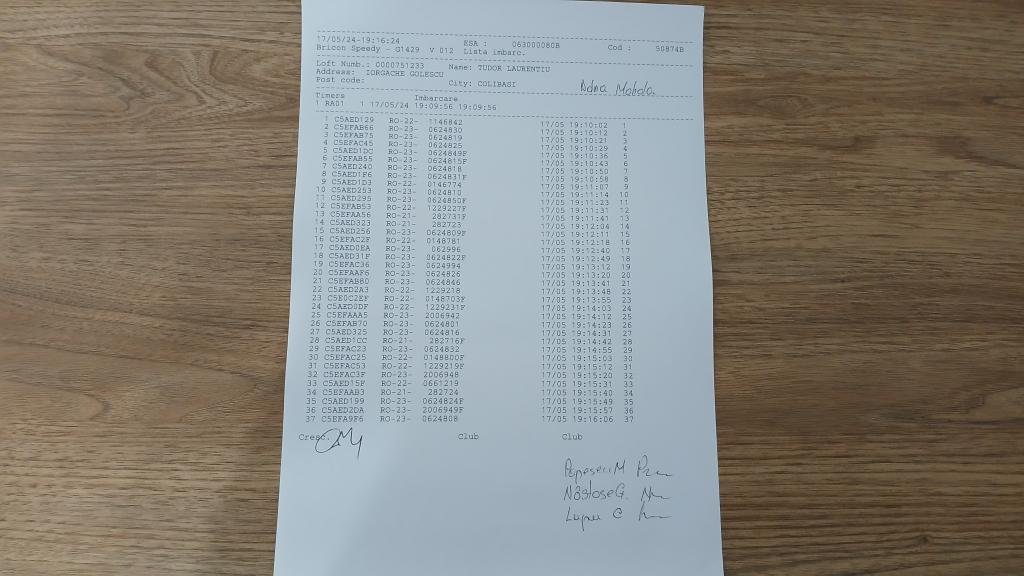 17/05/24-19:16:24 ESA : 063000080B Cod : 50874B
Bricon Speedy - G1429 V 012 Lista imbarc.
Loft Numb.: 0000751233 Name: TUDOR LAURENTIU
Address: IORGACHE GOLESCU
Post code: City: COLIBASI
Timers Imbarcare
1 RA01 1 17/05/24 19:09:56 19:09:56
1 C5AED129 RO-22- 1146842 17/05 19:10:02 1
2 C5EFAB66 RO-23- 0624830 17/05 19:10:12 2
3 C5EFAB75 RO-23- 0624819 17/05 19:10:21 3
4 C5EFAC45 RO-23- 0624825 17/05 19:10:29 4
5 C5AED1DC RO-23- 0624849F 17/05 19:10:36 5
6 C5EFAB55 RO-23- 0624815F 17/05 19:10:43 6
7 C5AED240 RO-23- 0624818 17/05 19:10:50 7
8 C5AED1F6 RO-23- 0624831F 17/05 19:10:58 8
9 C5AED1D3 RO-22- 0146774 17/05 19:11:07 9
10 C5AED253 RO-23- 0624810 17/05 19:11:14 10
11 C5AED295 RO-23- 0624850F 17/05 19:11:23 11
12 C5EFAB53 RO-22- 1229227F 17/05 19:11:31 12
13 C5EFAA56 RO-21- 282731F 17/05 19:11:41 13
14 C5AED323 RO-21- 282723 17/05 19:12:04 14
15 C5AED256 RO-23- 0624809F 17/05 19:12:11 15
16 C5EFAC2F RO-22- 0148781 17/05 19:12:18 16
17 C5AED0EA RO-23- 062996 17/05 19:12:40 17
18 C5AED31F RO-23- 0624822F 17/05 19:12:49 18
19 C5EFAC36 RO-23- 0624994 17/05 19:13:12 19
20 C5EFAAF6 RO-23- 0624826 17/05 19:13:20 20
21 C5EFAB80 RO-23- 0624846 17/05 19:13:41 21
22 C5AED2A3 RO-22- 1229218 17/05 19:13:48 22
23 C5E0C2EF RO-22- 0148703F 17/05 19:13:55 23
24 C5AED0DF RO-22- 1229231F 17/05 19:14:03 24
25 C5EFAAA5 RO-23- 2006942 17/05 19:14:12 25
26 C5EFAB70 RO-23- 0624801 17/05 19:14:23 26
27 C5AED325 RO-23- 0624816 17/05 19:14:31 27
28 C5AED1CC RO-21- 282716F 17/05 19:14:42 28
29 C5EFAC23 RO-23- 0624832 17/05 19:14:55 29
30 C5EFAC25 RO-22- 0148800F 17/05 19:15:03 30
31 C5EFAC53 RO-22- 1229219F 17/05 19:15:12 31
32 C5EFAC3F RO-23- 2006948 17/05 19:15:20 32
33 C5AED15F RO-22- 0661219 17/05 19:15:31 33
34 C5EFAAB3 RO-21- 282724 17/05 19:15:40 34
35 C5AED199 RO-23- 0624824F 17/05 19:15:49 35
36 C5AED2DA RO-23- 2006949F 17/05 19:15:57 36
37 C5EFA9F6 RO-23- 0624808 17/05 19:16:06 37
Cresc. Club Club